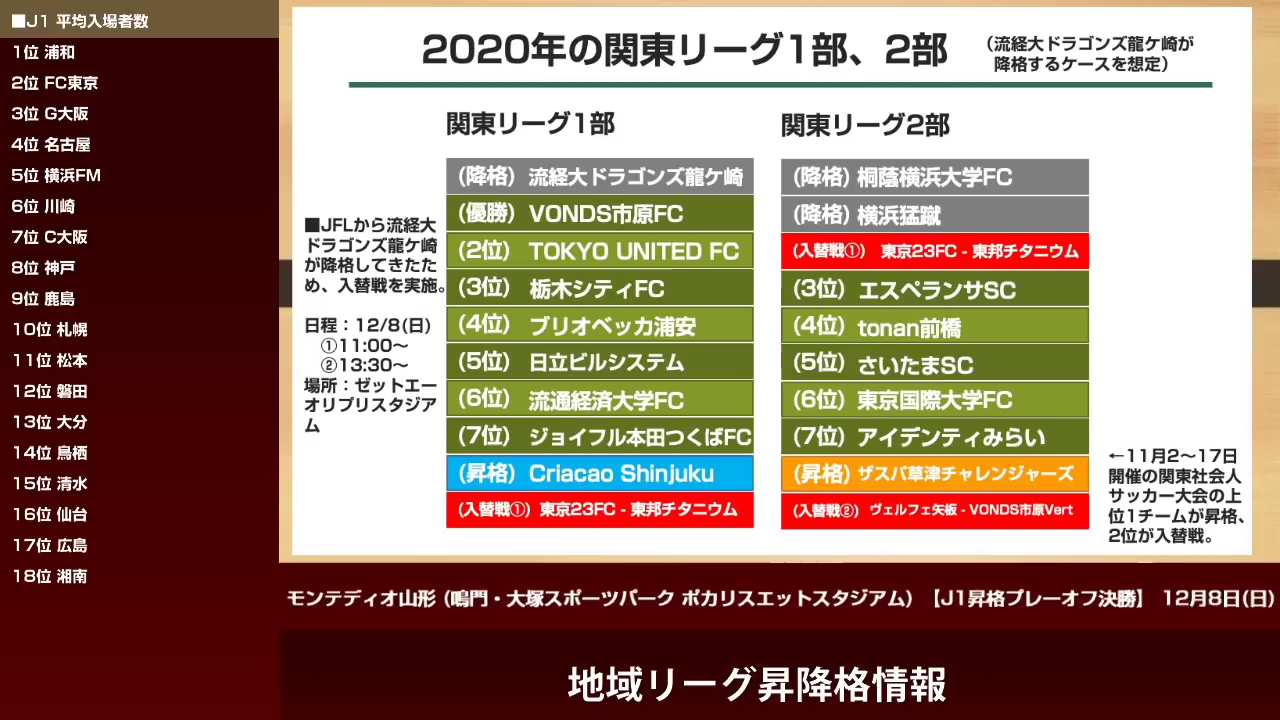 ■J1 平均入場者数
1位 浦和
2位 FC東京
3位 G大阪
4位 名古屋
5位 横浜FM
6位 川崎
7位 C大阪
8位 神戸
9位 鹿島
10位 札幌
11位 松本
12位 磐田
13位 大分
14位 鳥栖
15位 清水
16位 仙台
17位 広島
18位 湘南
2020年の関東リーグ1部、2部
（流経大ドラゴンズ龍ケ崎が
降格するケースを想定）
■JFLから流経大
ドラゴンズ龍ケ崎
が降格してきたた
め、入替戦を実施。
日程：12/8(日)
①11:00〜
②13:30〜
場所：ゼットエー
オリプリスタジア
ム
関東リーグ1部
（降格） 流経大ドラゴンズ龍ケ崎
（優勝） VONDS市原FC
（2位） TOKYO UNITED FC
（3位） 栃木シティFC
（4位） ブリオベッカ浦安
（5位） 日立ビルシステム
（6位） 流通経済大学FC
（7位） ジョイフル本田つくばFC
（昇格） Criacao Shinjuku
（入替戦①） 東京23FC - 東邦チタニウム
関東リーグ2部
（降格） 桐蔭横浜大学FC
（降格） 横浜猛蹴
（入替戦①） 東京23FC - 東邦チタニウム
（3位） エスペランサSC
（4位） tonan前橋
（5位） さいたまSC
（6位） 東京国際大学FC
（7位） アイデンティみらい
（昇格） ザスパ草津チャレンジャーズ
（入替戦②） ヴェルフェ矢板 - VONDS市原Vert
←11月2〜17日
開催の関東社会人
サッカー大会の上
位1チームが昇格、
2位が入替戦。
モンテディオ山形（鳴門・大塚スポーツパーク ポカリスエットスタジアム）【J1昇格プレーオフ決勝】 12月8日(日)
地域リーグ昇降格情報